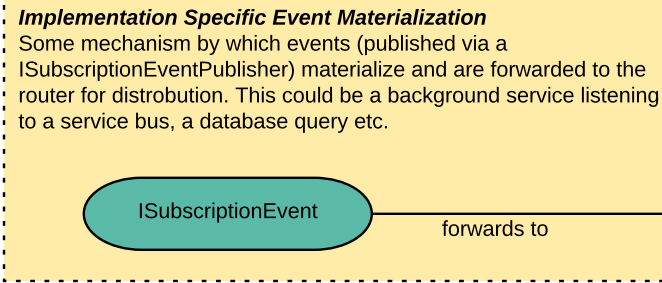 Implementation Specific Event Materialization
Some mechanism by which events (published via a
ISubscriptionEventPublisher) materialize and are forwarded to the
router for distrobution. This could be a background service listening
to a service bus, a database query etc.
ISubscriptionEvent
forwards to